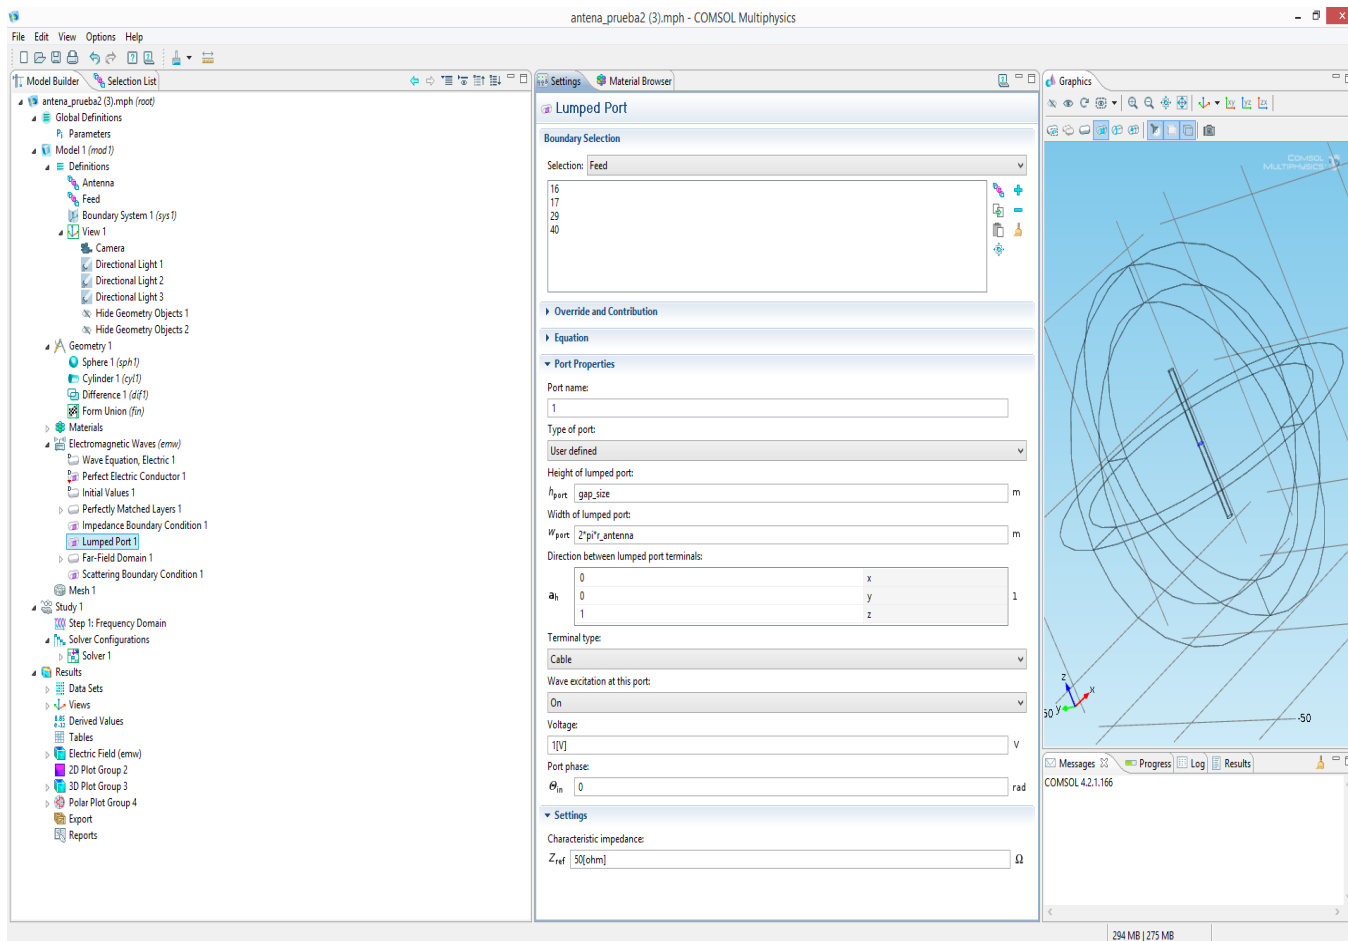 antena_prueba2 (3).mph - COMSOL Multiphysics
File Edit View Options Help
Model Builder Selection List
antena_prueba2 (3).mph (root)
Global Definitions
Pi Parameters
Model 1 (mod1)
Definitions
Antenna
Feed
Boundary System 1 (sys1)
View 1
Camera
Directional Light 1
Directional Light 2
Directional Light 3
Hide Geometry Objects 1
Hide Geometry Objects 2
Geometry 1
Sphere 1 (sph1)
Cylinder 1 (cyl1)
Difference 1 (dif1)
Form Union (fin)
Materials
Electromagnetic Waves (emw)
Wave Equation, Electric 1
Perfect Electric Conductor 1
Initial Values 1
Perfectly Matched Layers 1
Impedance Boundary Condition 1
Lumped Port 1
Far-Field Domain 1
Scattering Boundary Condition 1
Mesh 1
Study 1
Step 1: Frequency Domain
Solver Configurations
Solver 1
Results
Data Sets
Views
8.85 e-12 Derived Values
Tables
Electric Field (emw)
2D Plot Group 2
3D Plot Group 3
Polar Plot Group 4
Export
Reports
Settings Material Browser
Lumped Port
Boundary Selection
Selection: Feed
16
17
29
40
Override and Contribution
Equation
Port Properties
Port name:
1
Type of port:
User defined
Height of lumped port:
hport gap_size m
Width of lumped port:
Wport 2*pi*r_antenna m
Direction between lumped port terminals:
0 x
ah 0 y 1
1 z
Terminal type:
Cable
Wave excitation at this port:
On
Voltage:
1[V] V
Port phase:
Θin 0 rad
Settings
Characteristic impedance:
Zref 50[ohm] Ω
Graphics
xy yz zx
COMSOL
MULTIPHYSICS
z
x
50 y
-50
Messages Progress Log Results
COMSOL 4.2.1.166
294 MB | 275 MB